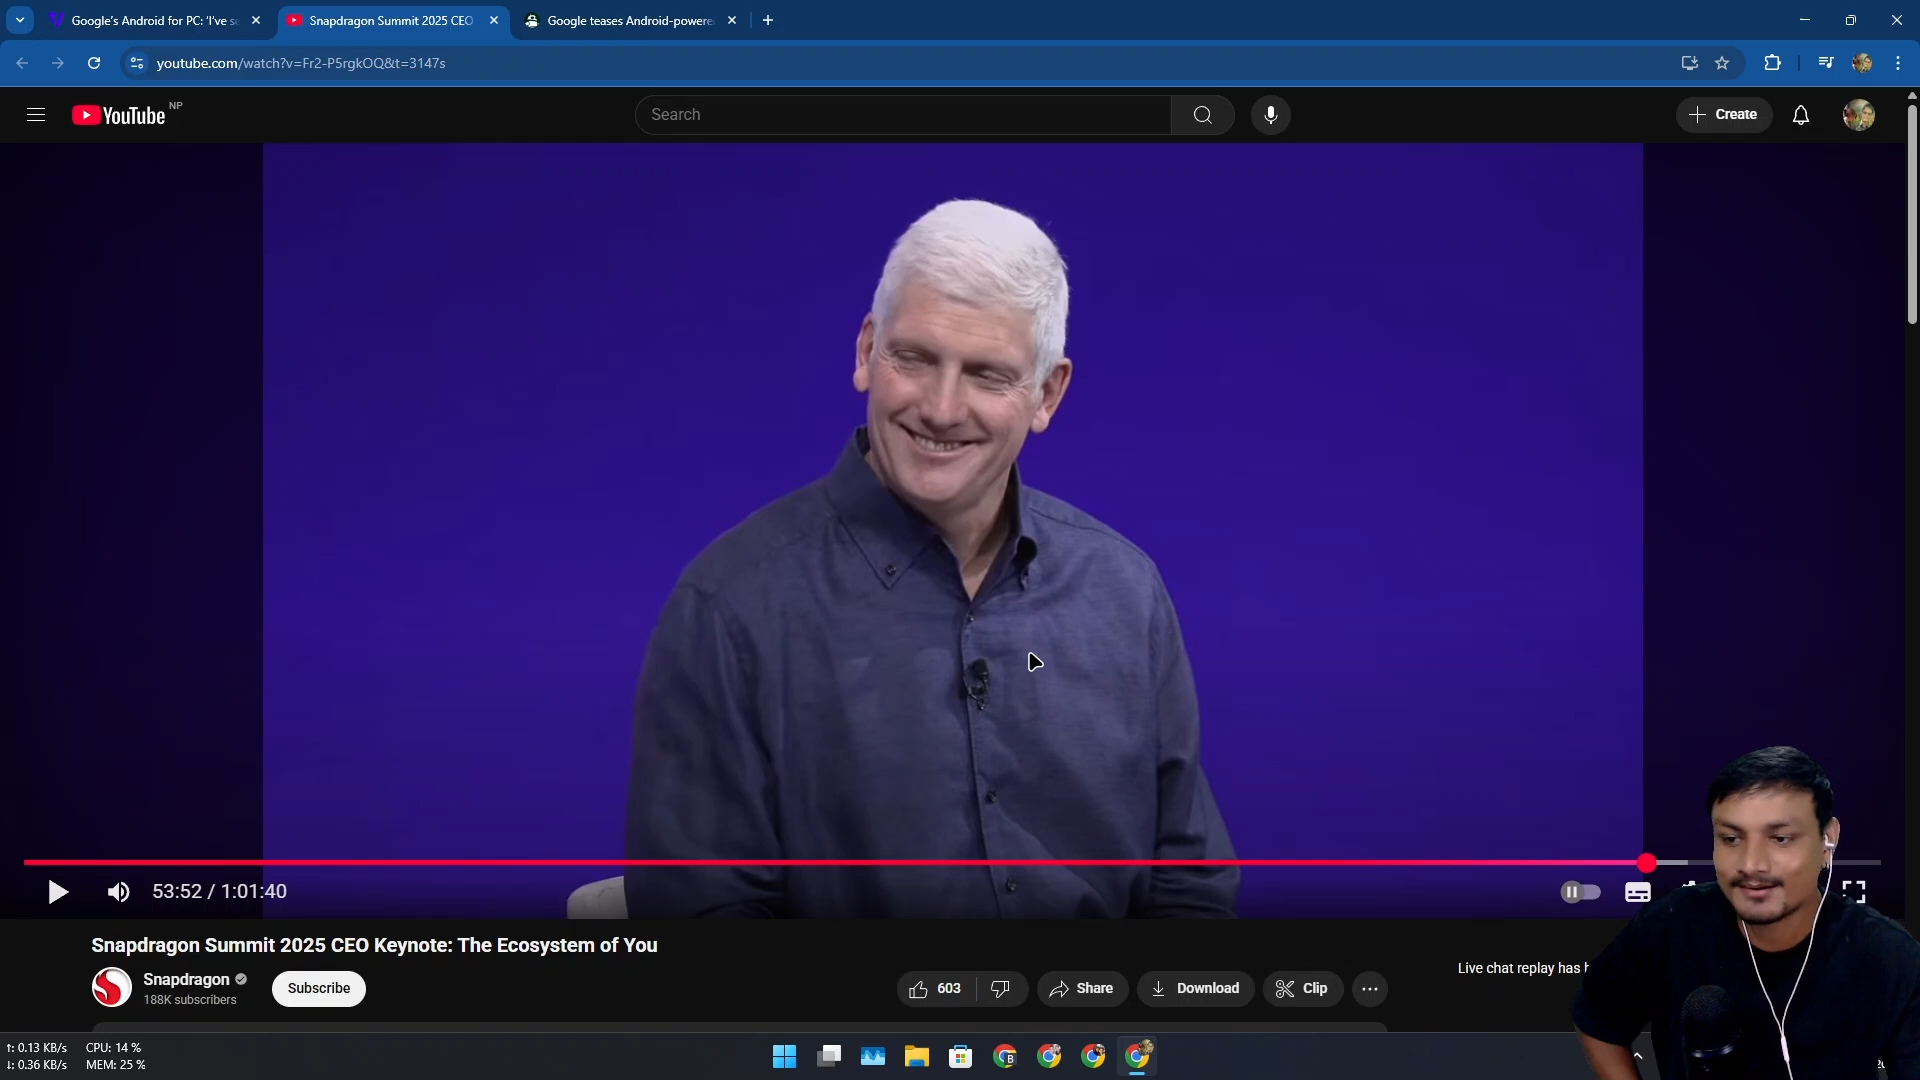 Google's Android for PC: 'I've se
Snapdragon Summit 2025 CEO
Google teases Android-powere
youtube.com/watch?v=Fr2-P5rgkOQ&t=3147s
YouTube NP
Search
Create
53:52 / 1:01:40
Snapdragon Summit 2025 CEO Keynote: The Ecosystem of You
Snapdragon
188K subscribers
Subscribe
603
Share
Download
Clip
Live chat replay has
↑: 0.13 KB/s CPU: 14 %
↓: 0.36 KB/s MEM: 25 %